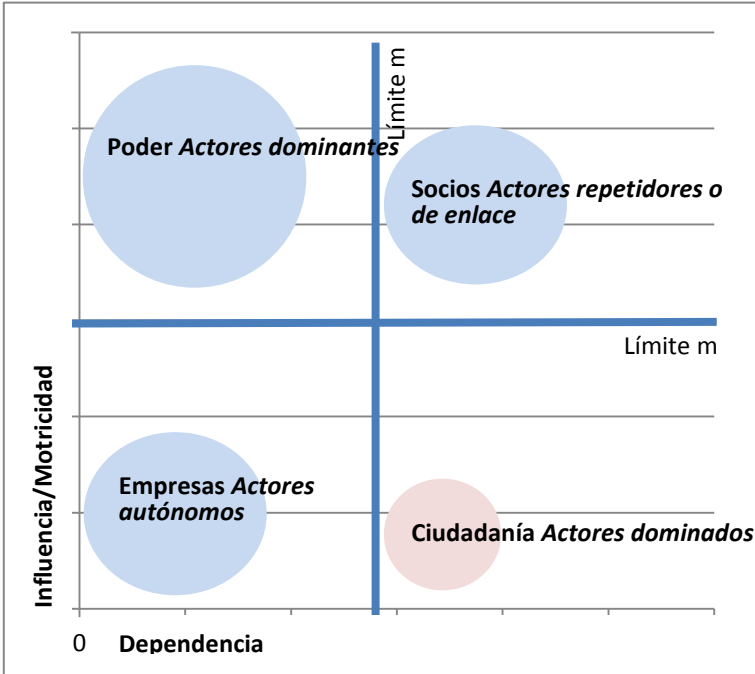 Límite m
Poder Actores dominantes
Socios Actores repetidores o
de enlace
Límite m
Influencia/Motricidad
Empresas Actores
autónomos
Ciudadanía Actores dominados
0 Dependencia